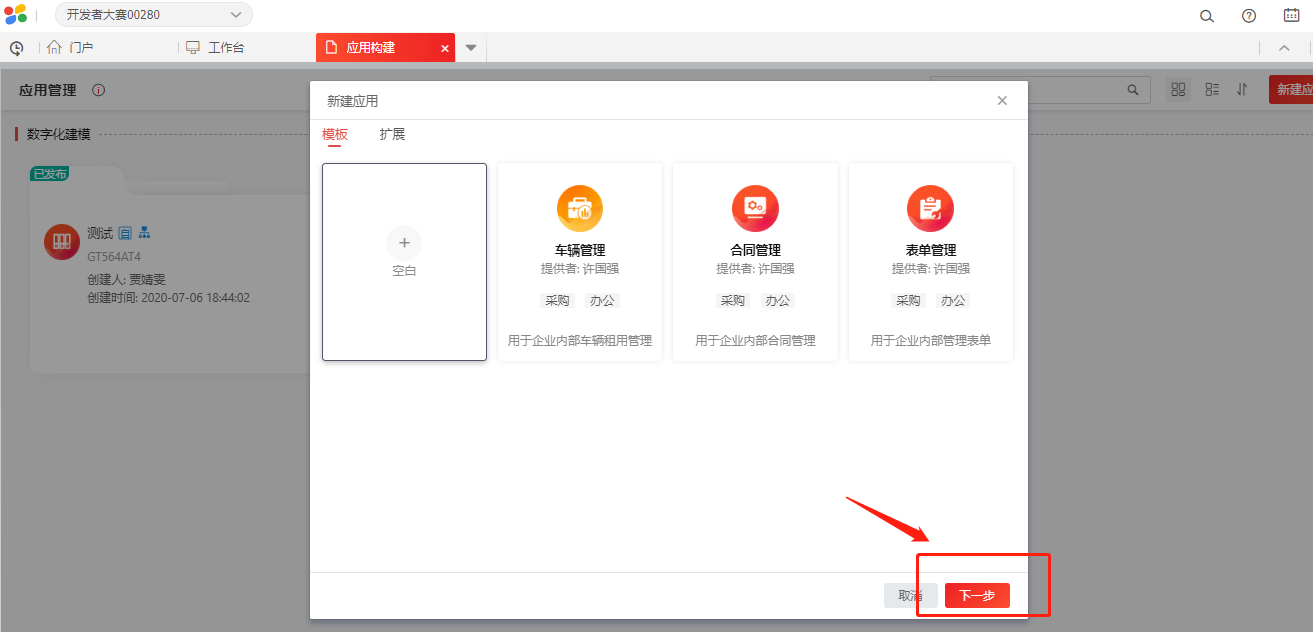 开发者大赛00280
门户
工作台
应用构建
应用管理
新建应
数字化建模
已发布
测试
GT564AT4
创建人: 贾婧雯
创建时间: 2020-07-06 18:44:02
新建应用
模板
扩展
空白
车辆管理
提供者: 许国强
采购
办公
用于企业内部车辆租用管理
合同管理
提供者: 许国强
采购
办公
用于企业内部合同管理
表单管理
提供者: 许国强
采购
办公
用于企业内部管理表单
取消
下一步